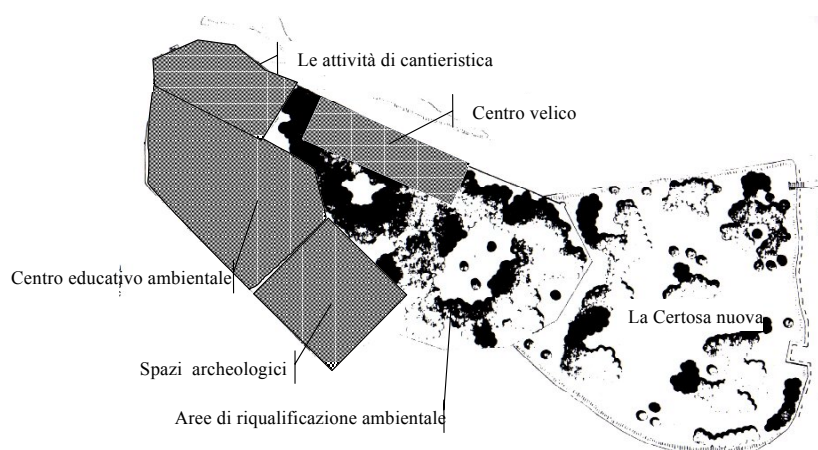 Le attività di cantieristica
Centro velico
Centro educativo ambientale
La Certosa nuova
Spazi archeologici
Aree di riqualificazione ambientale